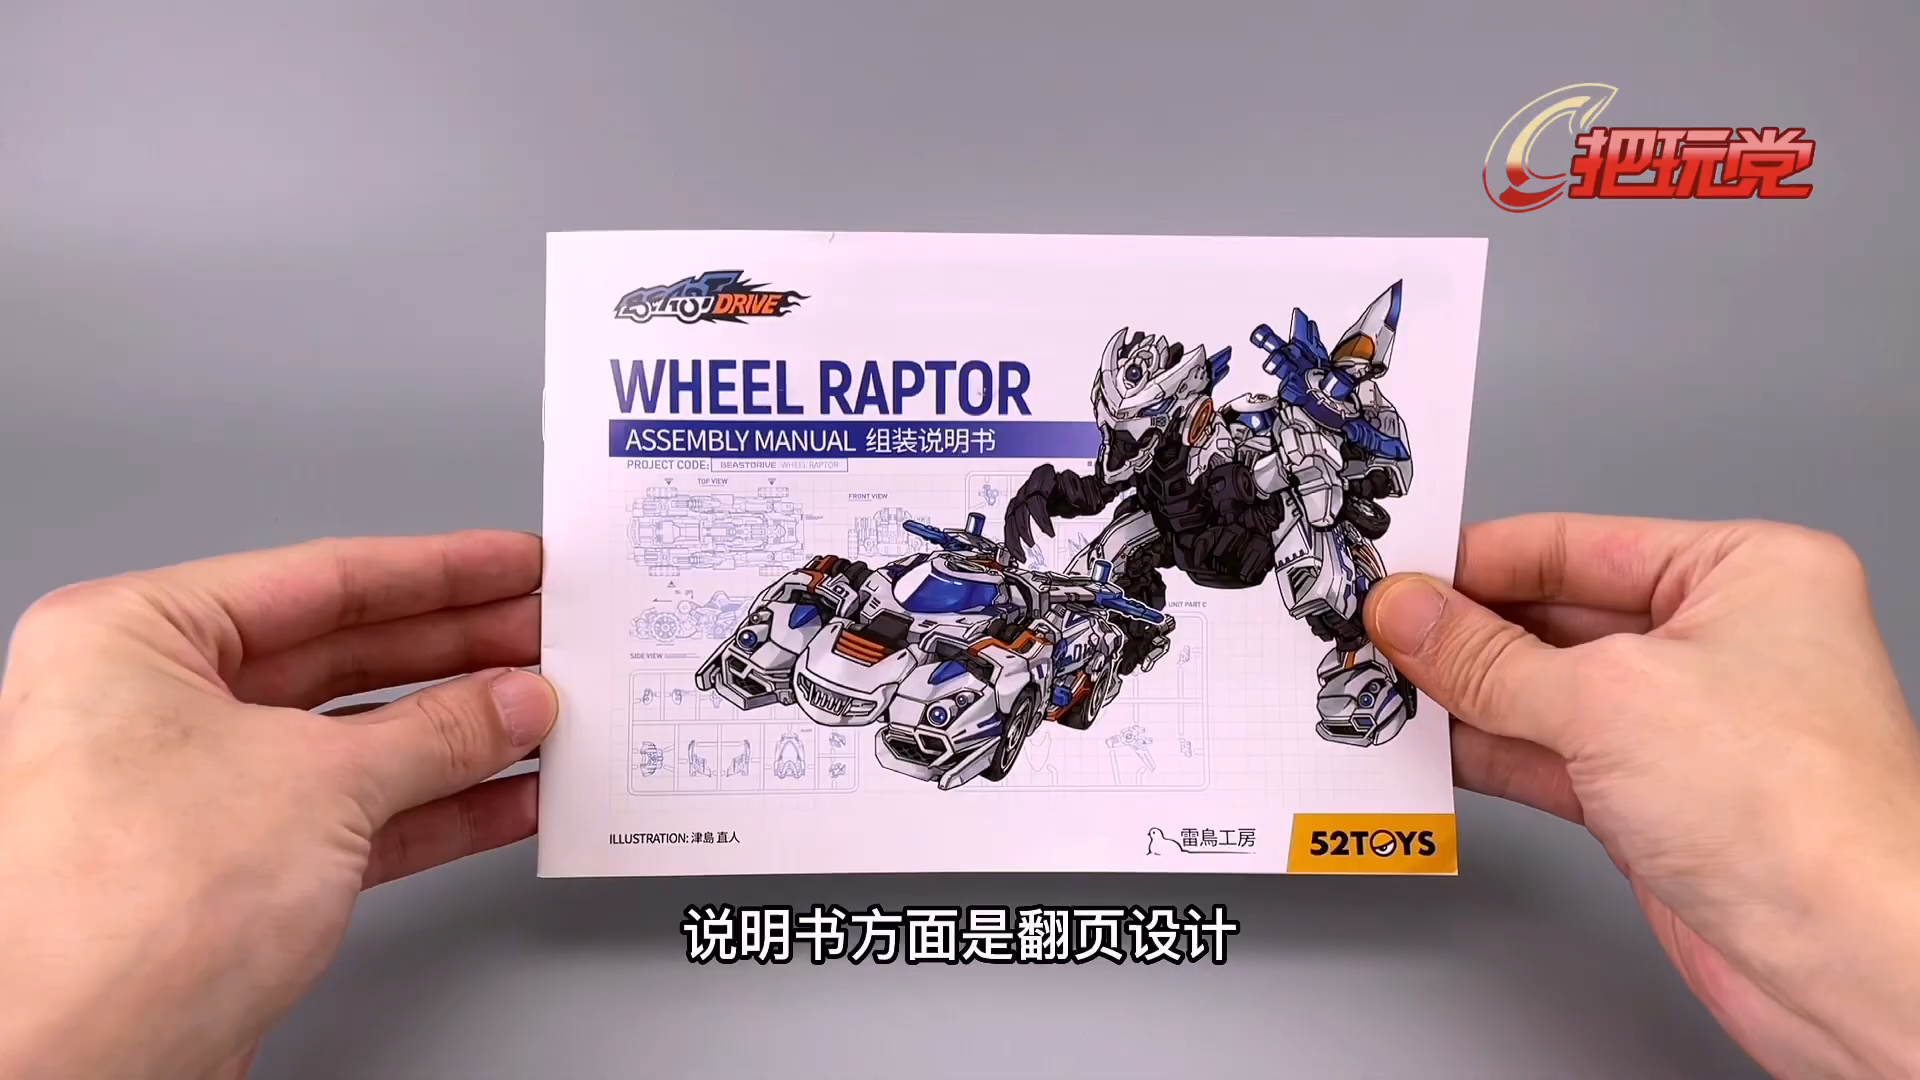 把玩党
BEAST DRIVE
WHEEL RAPTOR
ASSEMBLY MANUAL 组装说明书
PROJECT CODE: BEASTDRIVE WHEEL RAPTOR
TOP VIEW
FRONT VIEW
UNIT PART C
SIDE VIEW
ILLUSTRATION: 津島 直人
雷鳥工房
52TOYS
说明书方面是翻页设计